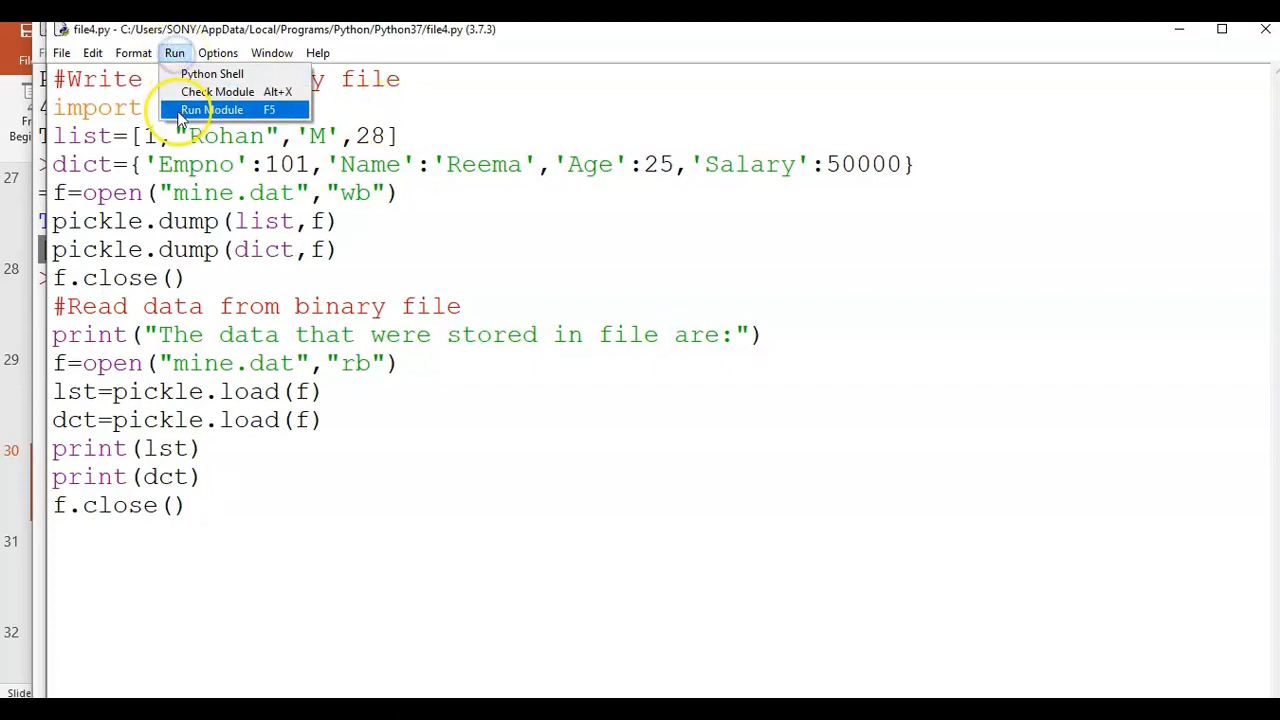 file4.py - C:/Users/SONY/AppData/Local/Programs/Python/Python37/file4.py (3.7.3)
File Edit Format Run Options Window Help
Python Shell
Check Module Alt+X
Run Module F5
#Write y file
import
list=[1,"Rohan",'M',28]
dict={'Empno':101,'Name':'Reema','Age':25,'Salary':50000}
f=open("mine.dat","wb")
pickle.dump(list,f)
pickle.dump(dict,f)
f.close()
#Read data from binary file
print("The data that were stored in file are:")
f=open("mine.dat","rb")
lst=pickle.load(f)
dct=pickle.load(f)
print(lst)
print(dct)
f.close()
Begi
27
28
29
30
31
32
Slide